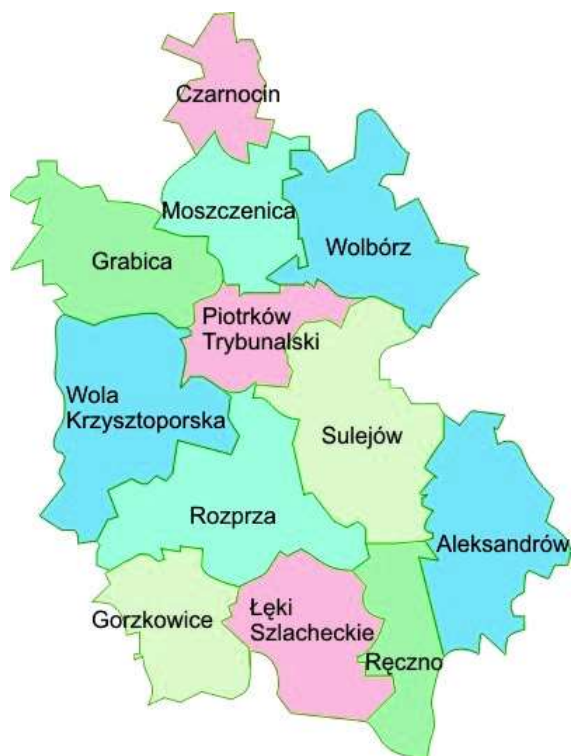 Czarnocin
Moszczenica
Wolbórz
Grabica
Piotrków
Trybunalski
Wola
Krzysztoporska
Sulejów
Rozprza
Aleksandrów
Gorzkowice
Łęki
Szlacheckie
Ręczno